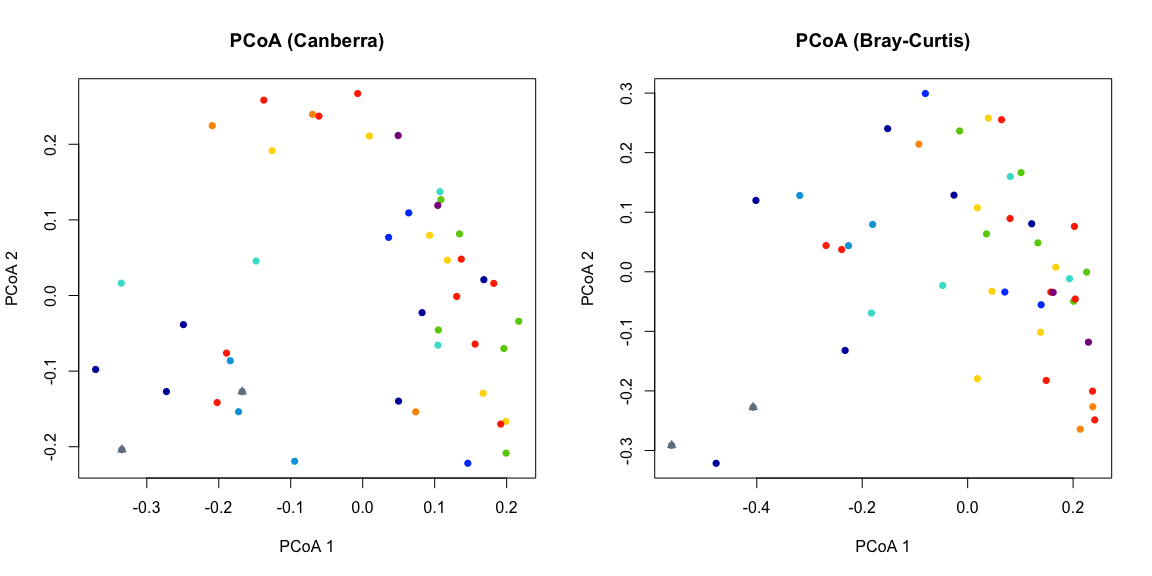 PCoA (Canberra)
PCoA 2
0.2
0.1
0.0
-0.1
-0.2
-0.3 -0.2 -0.1 0.0 0.1 0.2
PCoA 1
PCoA (Bray-Curtis)
PCoA 2
0.3
0.2
0.1
0.0
-0.1
-0.2
-0.3
-0.4 -0.2 0.0 0.2
PCoA 1